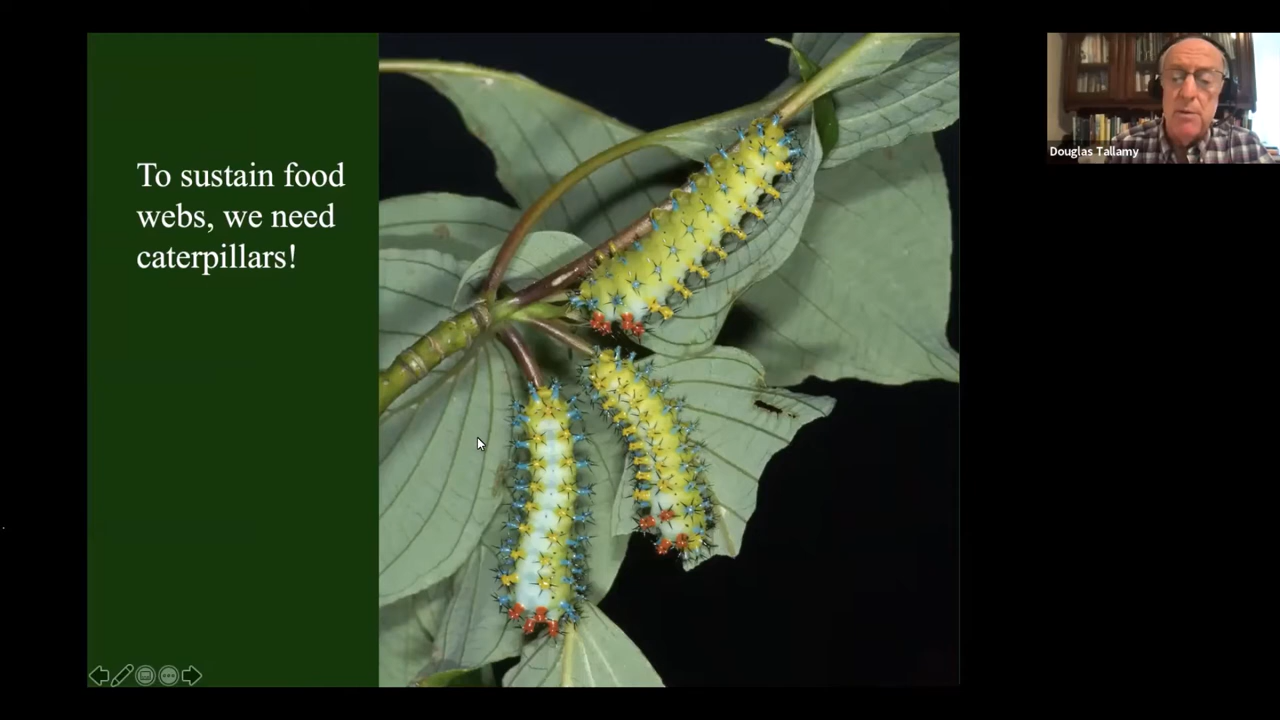 To sustain food
webs, we need
caterpillars!
Douglas Tallamy